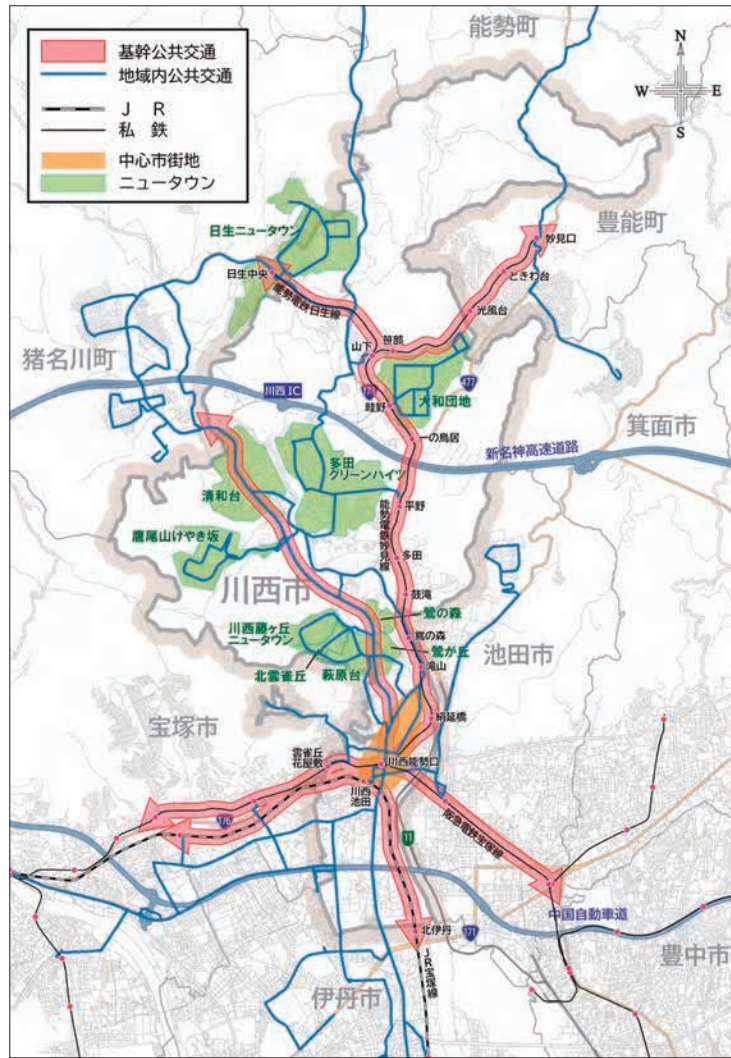 基幹公共交通
地域内公共交通
J R
私 鉄
中心市街地
ニュータウン
能勢町
N
W
E
S
豊能町
日生ニュータウン
妙見口
日生中央
ときわ台
能勢電鉄日生線
光風台
笹部
山下
猪名川町
川西 IC
173
477
大和団地
畦野
箕面市
一の鳥居
新名神高速道路
多田
グリーンハイツ
清和台
平野
能勢電鉄妙見線
鷹尾山けやき坂
多田
川西市
鼓滝
鶯の森
川西藤ヶ丘
ニュータウン
鴬の森
鶯が丘
池田市
北雲雀丘
萩原台
滝山
宝塚市
絹延橋
雲雀丘
花屋敷
川西能勢口
川西
池田
176
阪急電鉄宝塚線
11
中国自動車道
北伊丹
171
豊中市
JR宝塚線
伊丹市